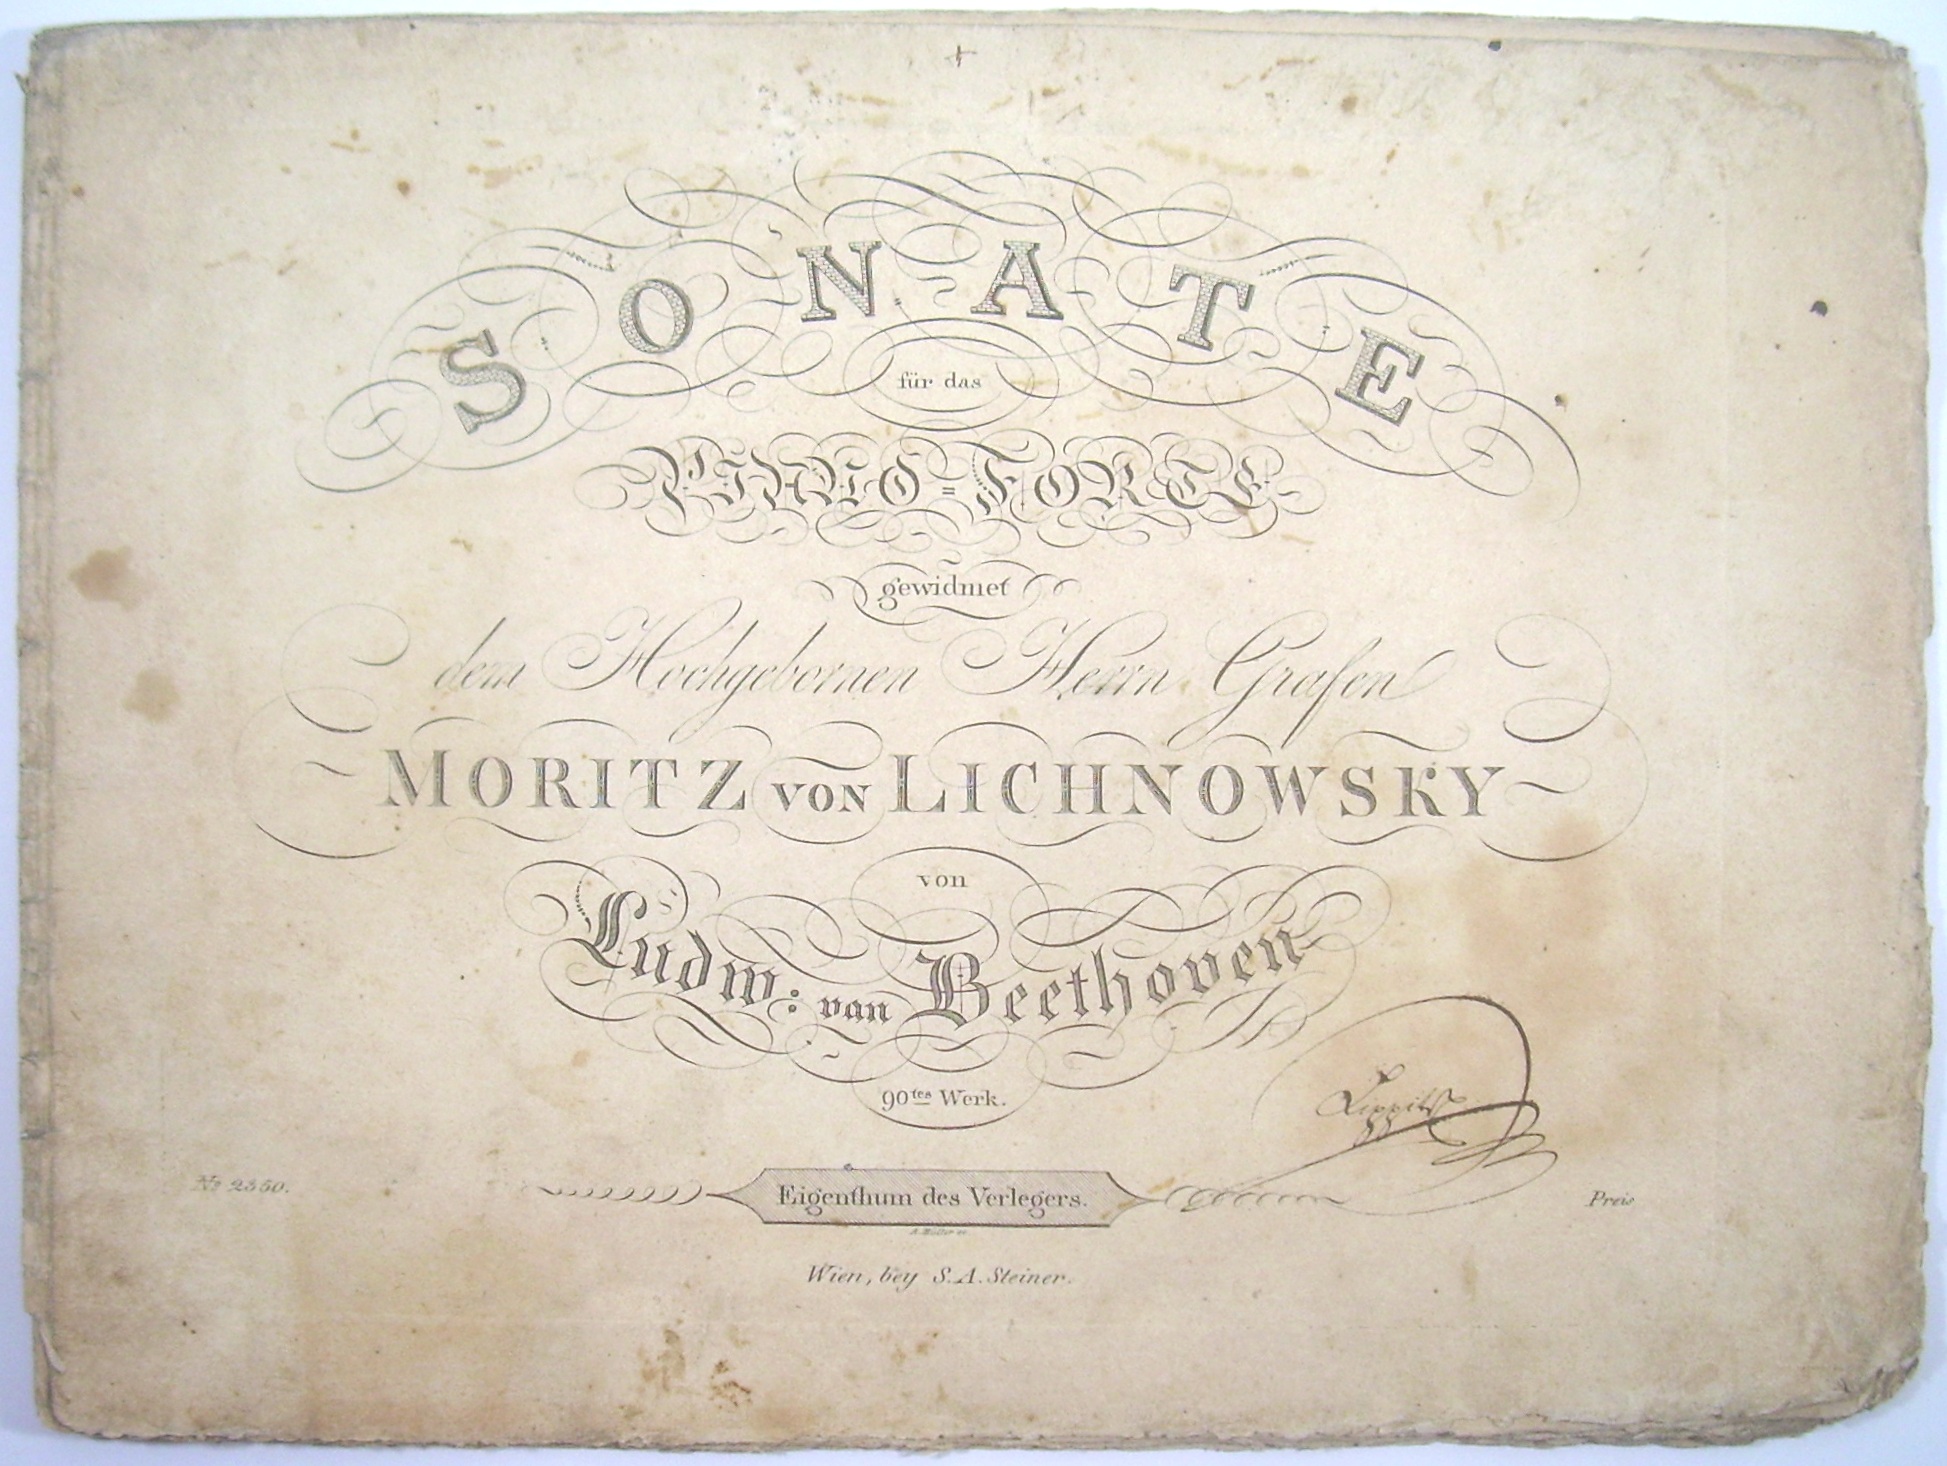 SONATE
für das
PIANO=FORTE
gewidmet
dem Hochgebornen Herrn Grafen
MORITZ VON LICHNOWSKY
von
Ludw: van Beethoven
90tes Werk.
No 2350.
Eigenthum des Verlegers.
Preis
Wien, bey S.A. Steiner.